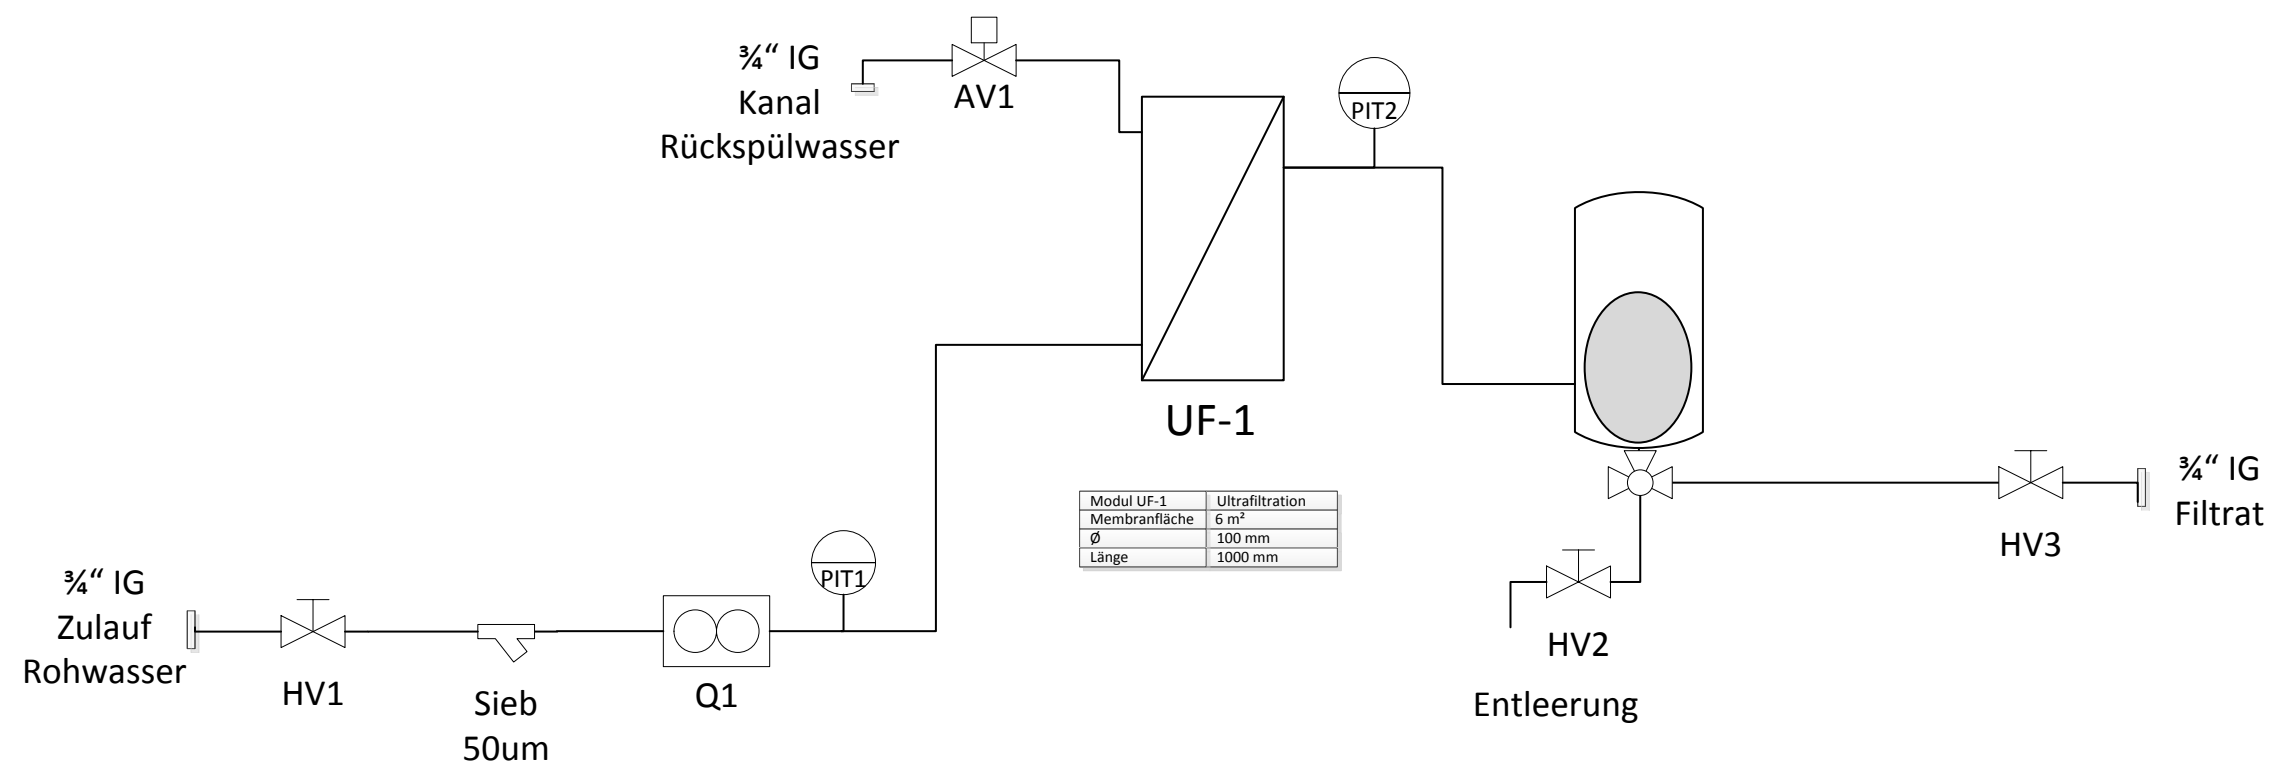 ¾“ IG
Kanal
Rückspülwasser
AV1
PIT2
UF-1
Modul UF-1 Ultrafiltration
Membranfläche 6 m²
Ø 100 mm
Länge 1000 mm
¾“ IG
Filtrat
HV3
HV2
Entleerung
PIT1
¾“ IG
Zulauf
Rohwasser
HV1
Sieb
50um
Q1